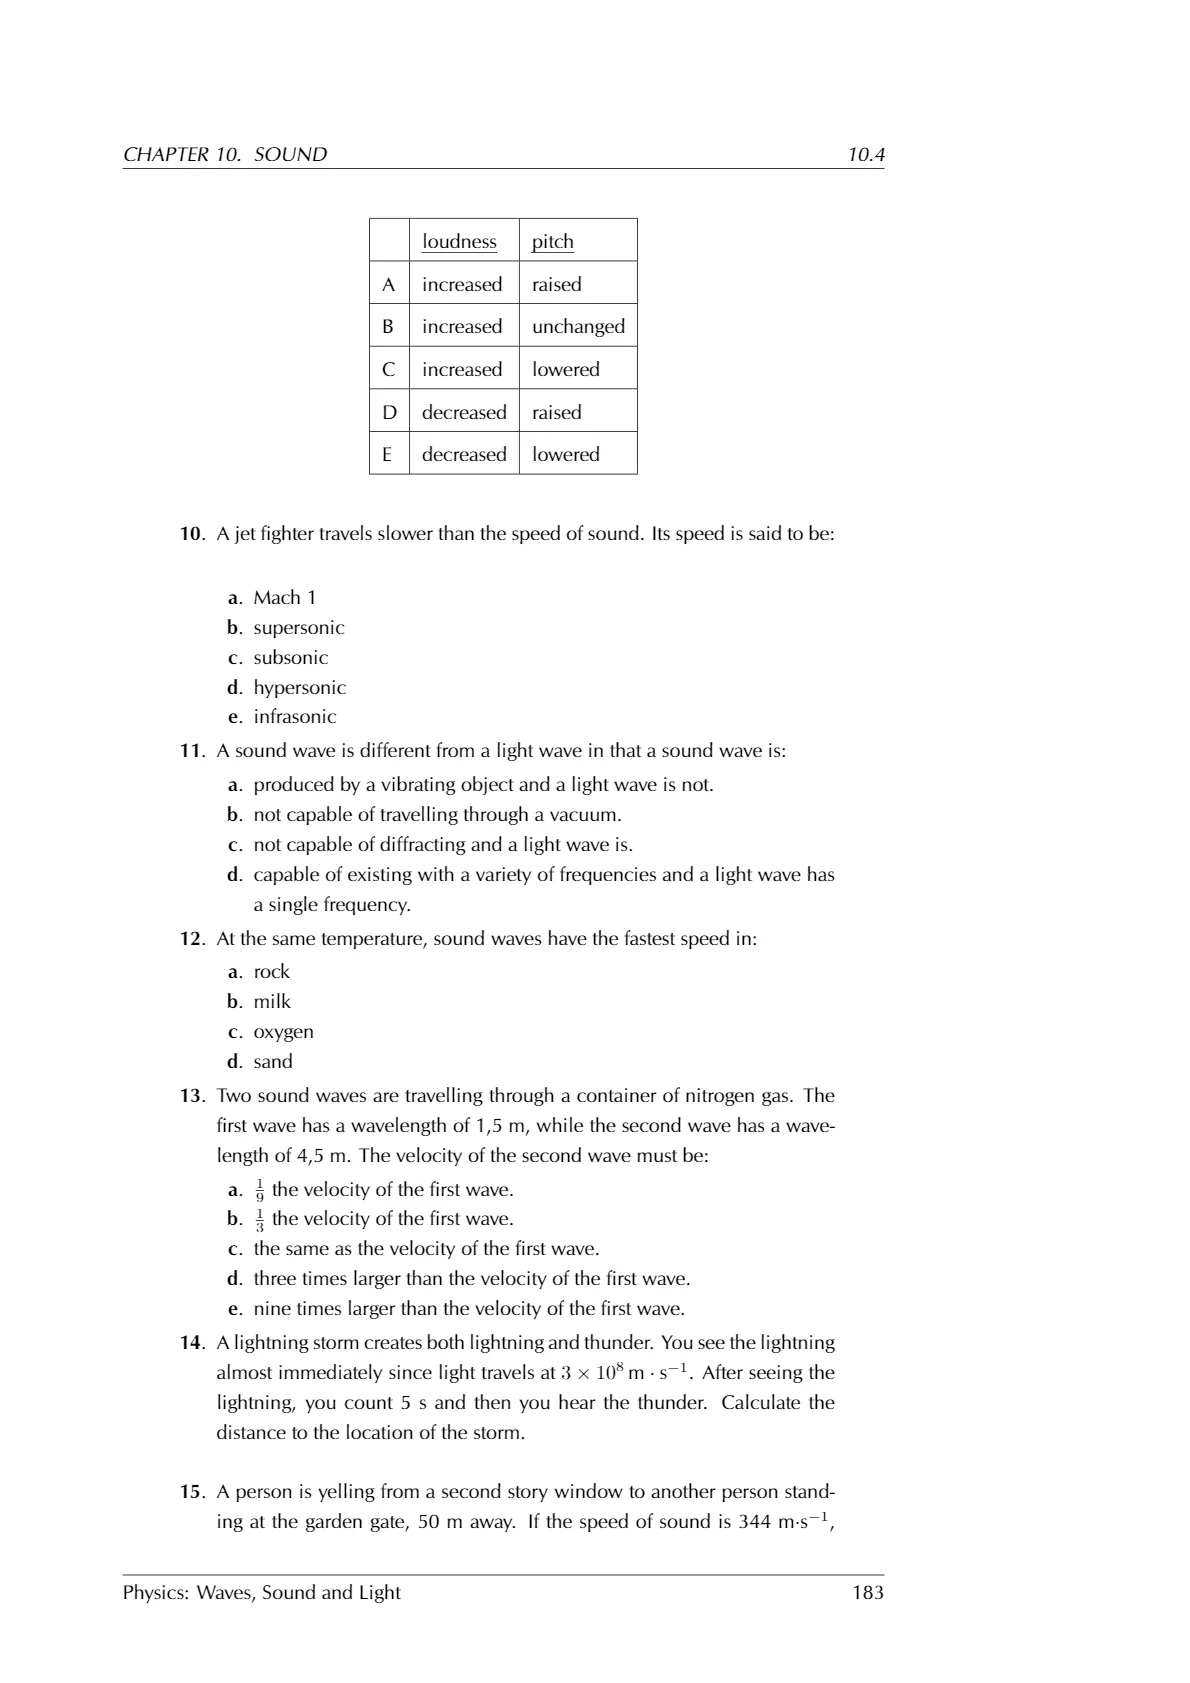 CHAPTER 10. SOUND 10.4
loudness pitch
A increased raised
B increased unchanged
C increased lowered
D decreased raised
E decreased lowered
10. A jet fighter travels slower than the speed of sound. Its speed is said to be:
a. Mach 1
b. supersonic
c. subsonic
d. hypersonic
e. infrasonic
11. A sound wave is different from a light wave in that a sound wave is:
a. produced by a vibrating object and a light wave is not.
b. not capable of travelling through a vacuum.
c. not capable of diffracting and a light wave is.
d. capable of existing with a variety of frequencies and a light wave has
a single frequency.
12. At the same temperature, sound waves have the fastest speed in:
a. rock
b. milk
c. oxygen
d. sand
13. Two sound waves are travelling through a container of nitrogen gas. The
first wave has a wavelength of 1,5 m, while the second wave has a wave-
length of 4,5 m. The velocity of the second wave must be:
a. 1/9 the velocity of the first wave.
b. 1/3 the velocity of the first wave.
c. the same as the velocity of the first wave.
d. three times larger than the velocity of the first wave.
e. nine times larger than the velocity of the first wave.
14. A lightning storm creates both lightning and thunder. You see the lightning
almost immediately since light travels at 3 × 10⁸ m · s⁻¹. After seeing the
lightning, you count 5 s and then you hear the thunder. Calculate the
distance to the location of the storm.
15. A person is yelling from a second story window to another person stand-
ing at the garden gate, 50 m away. If the speed of sound is 344 m·s⁻¹,
Physics: Waves, Sound and Light 183